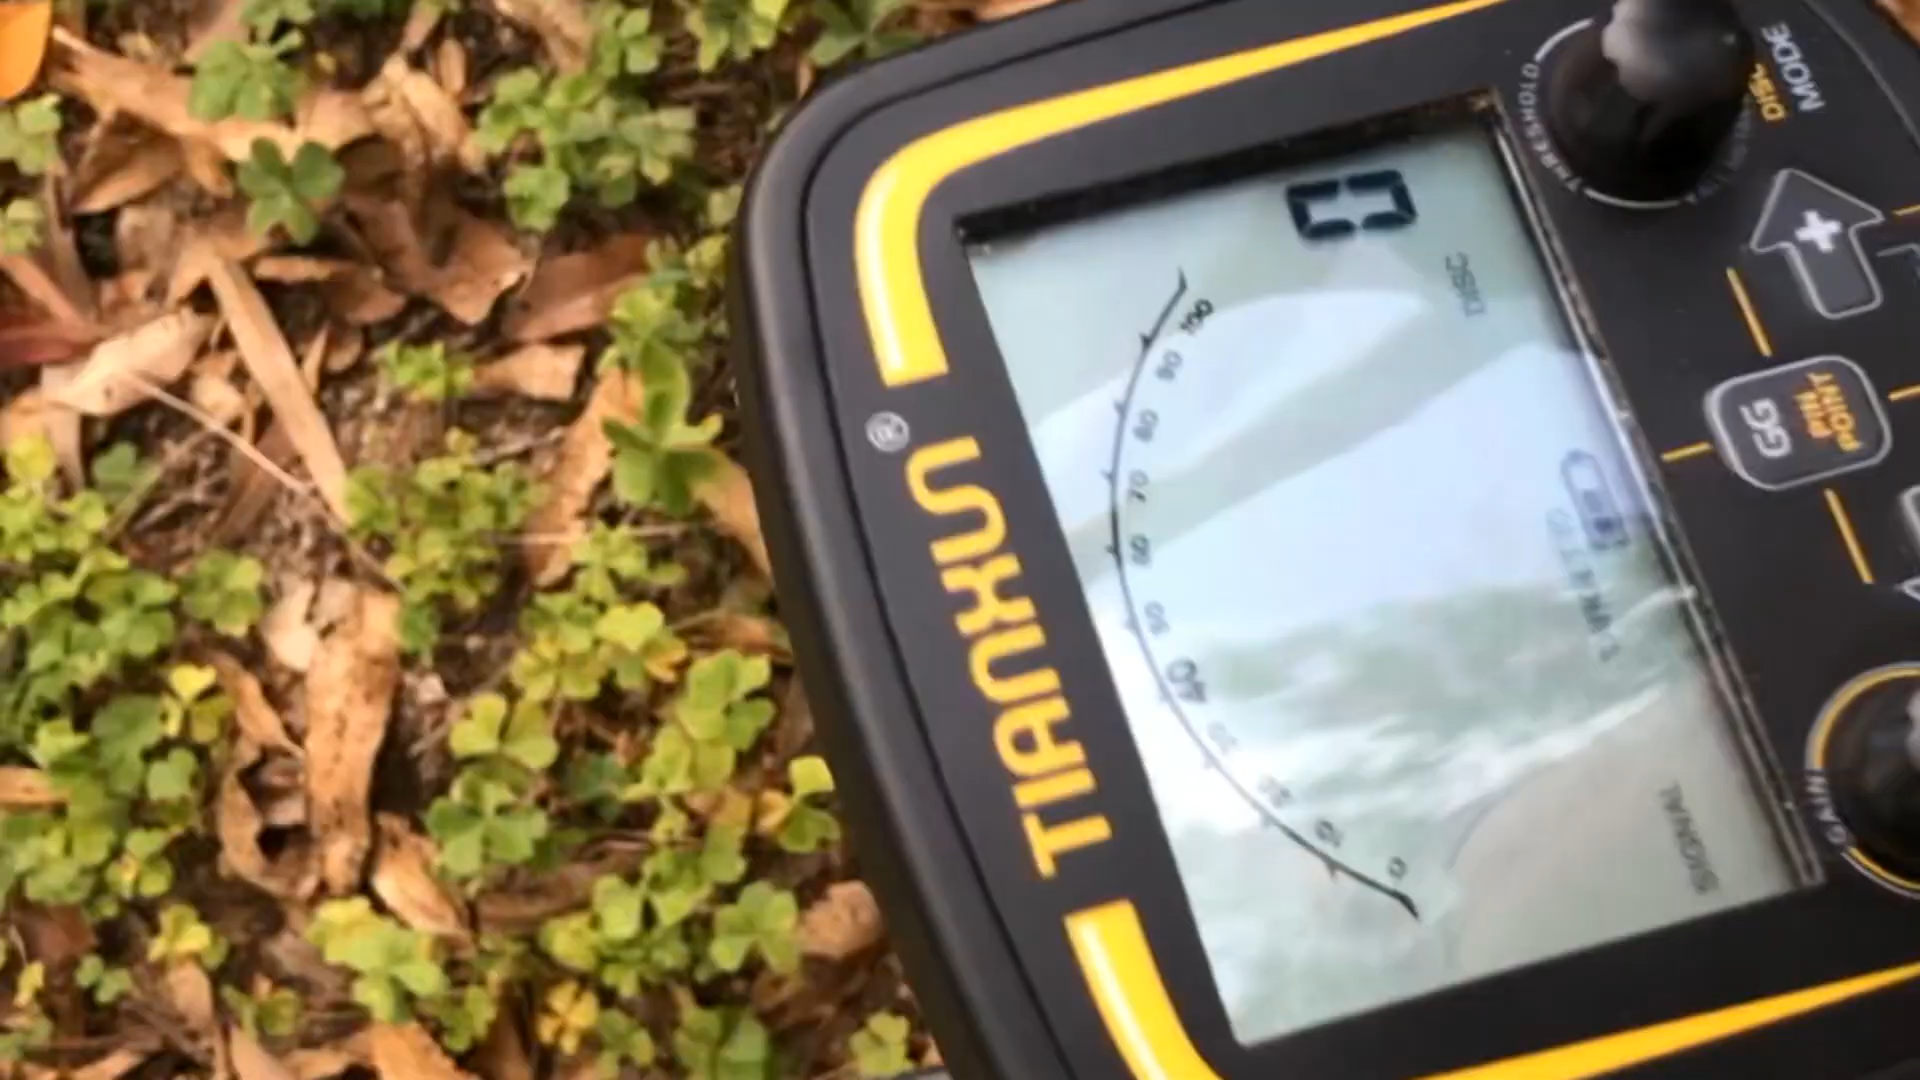 TIANXUN®
0
DISC
100
90
80
70
60
50
40
30
20
10
0
SIGNAL
THRESHOLD
DISC
MODE
+
GG
PIN
POINT
GAIN